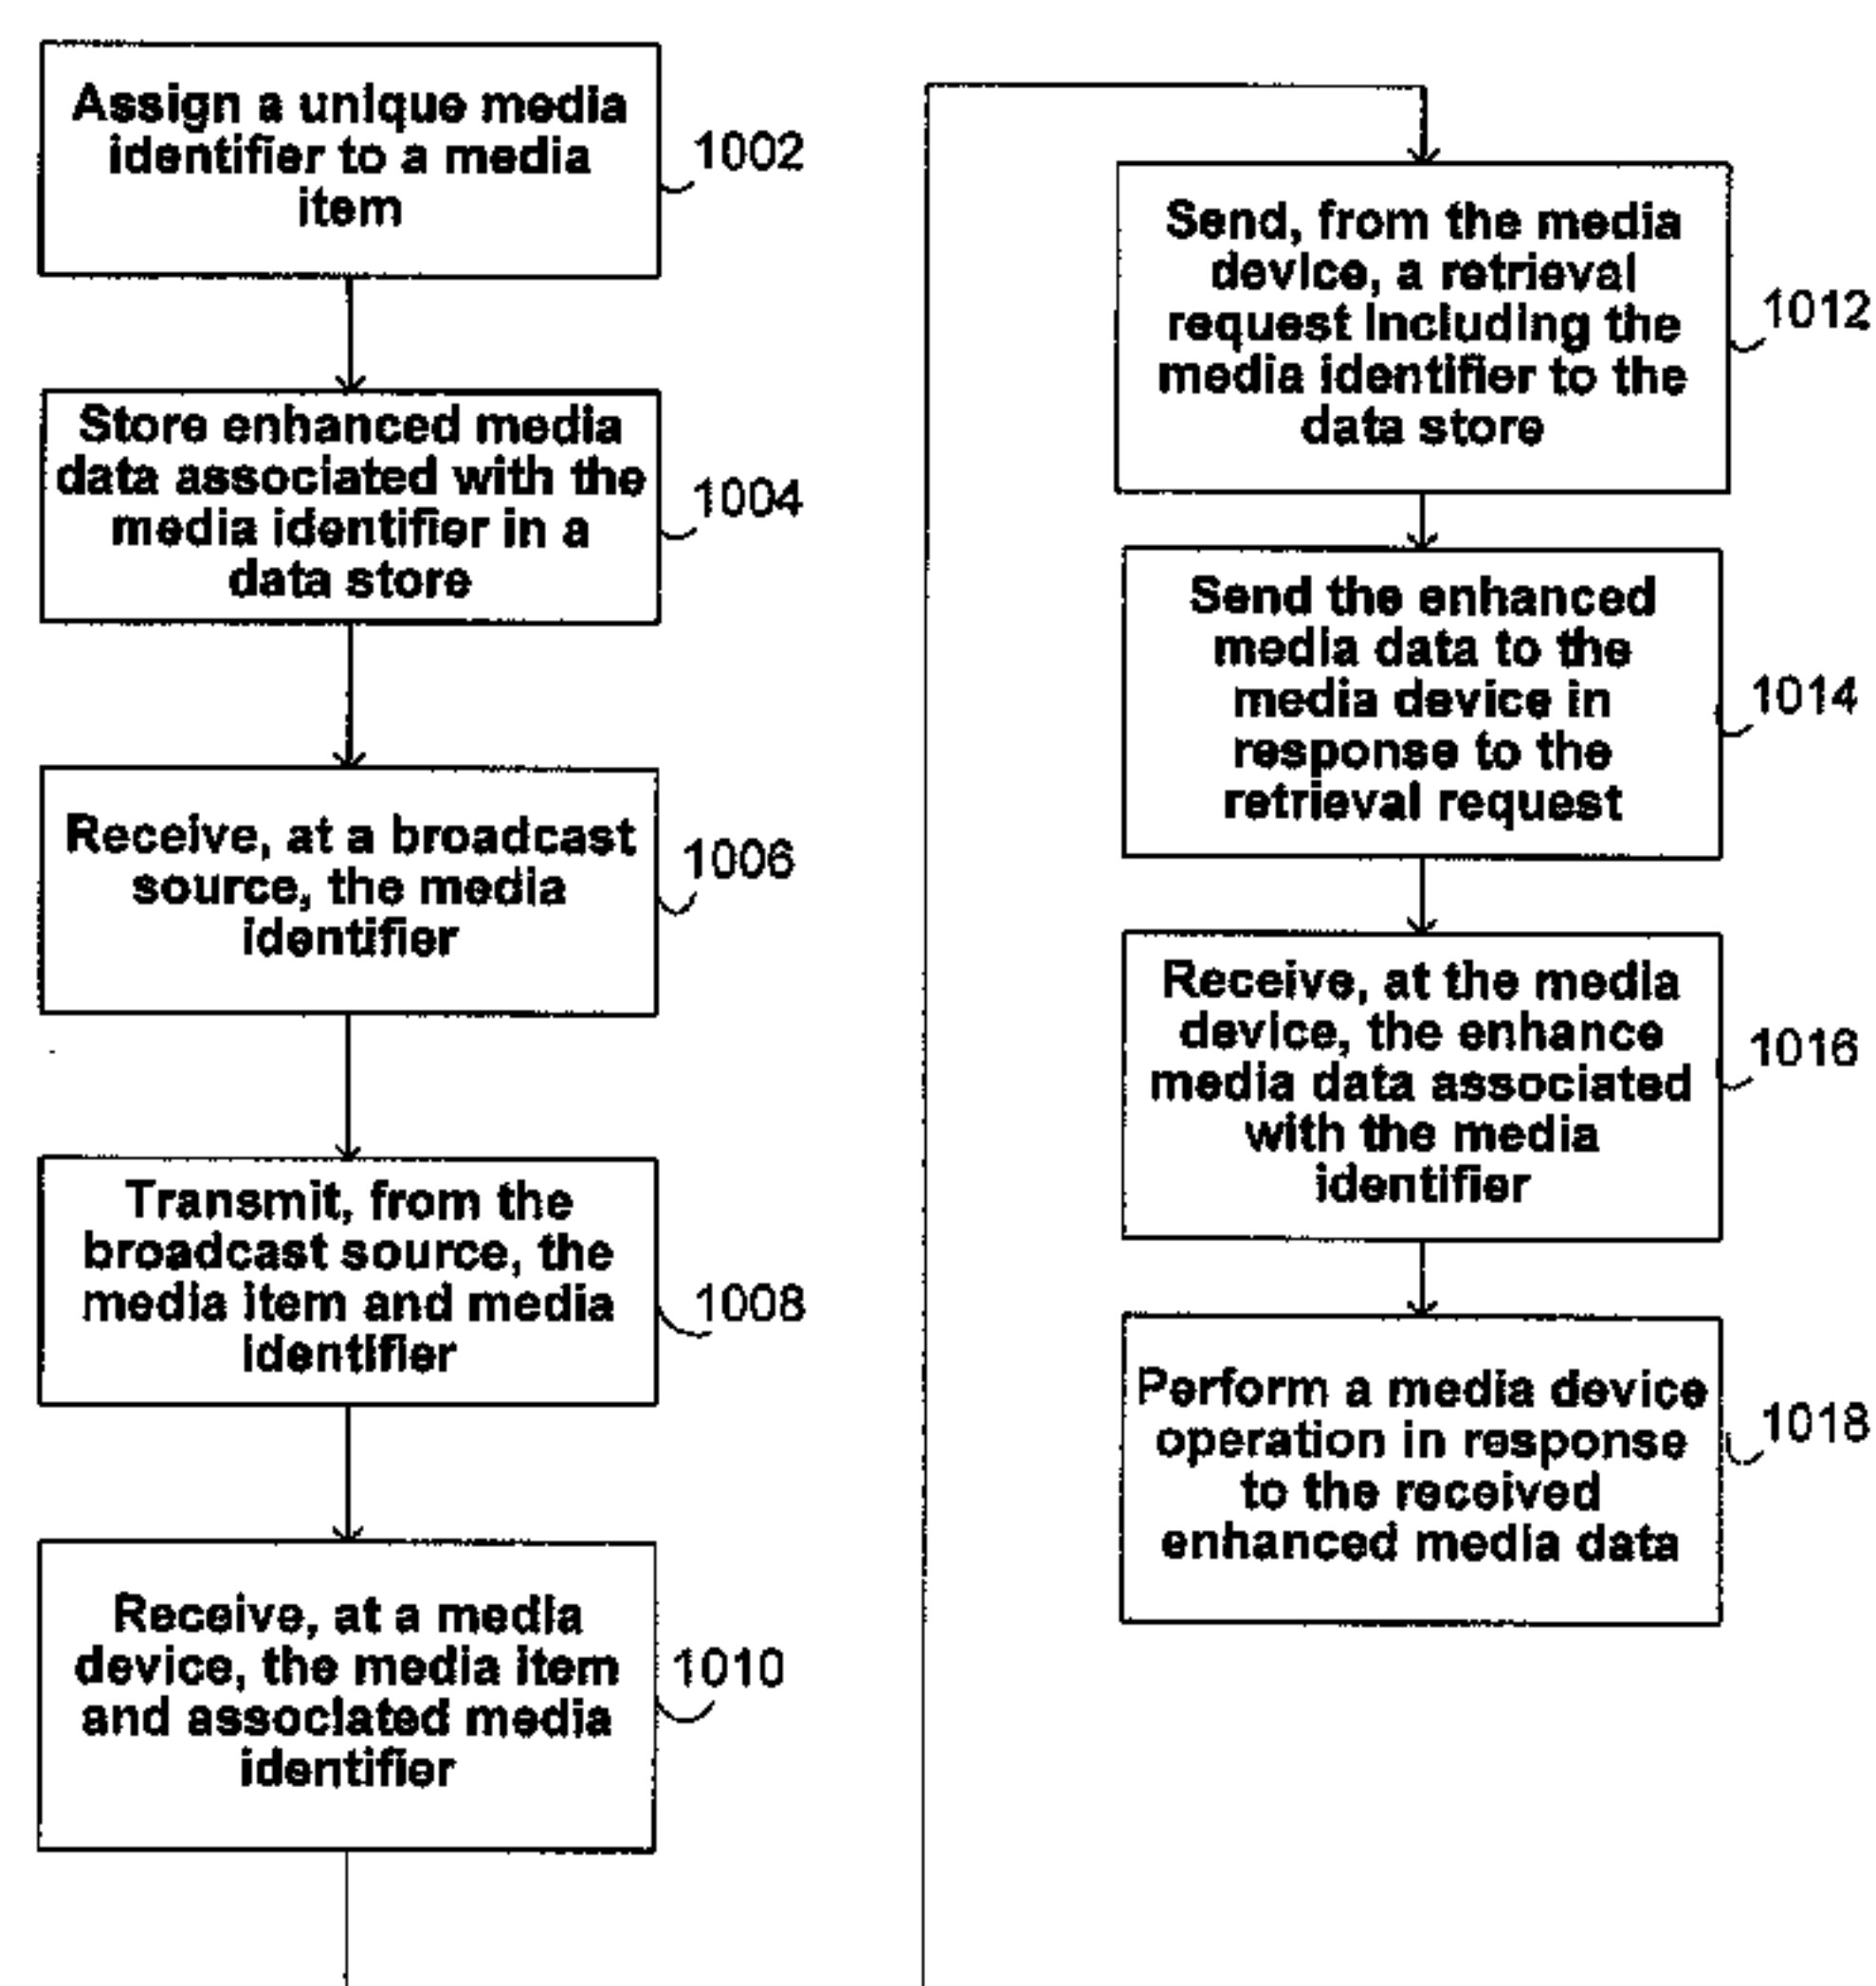 Assign a unique media
identifier to a media
item
1002
Store enhanced media
data associated with the
media identifier in a
data store
1004
Receive, at a broadcast
source, the media
identifier
1006
Transmit, from the
broadcast source, the
media item and media
identifier
1008
Receive, at a media
device, the media item
and associated media
identifier
1010
Send, from the media
device, a retrieval
request including the
media identifier to the
data store
1012
Send the enhanced
media data to the
media device in
response to the
retrieval request
1014
Receive, at the media
device, the enhance
media data associated
with the media
identifier
1016
Perform a media device
operation in response
to the received
enhanced media data
1018